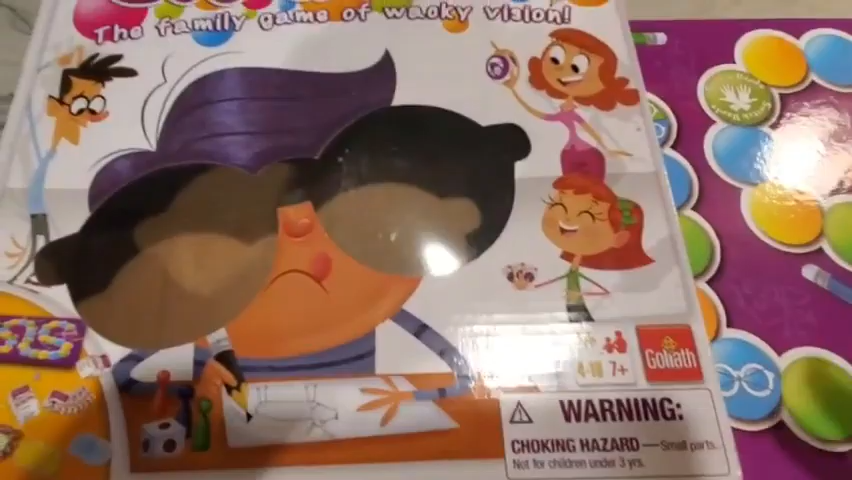 The family game of wacky vision!
4-10 7+
Goliath
WARNING:
CHOKING HAZARD — Small parts.
Not for children under 3 yrs.